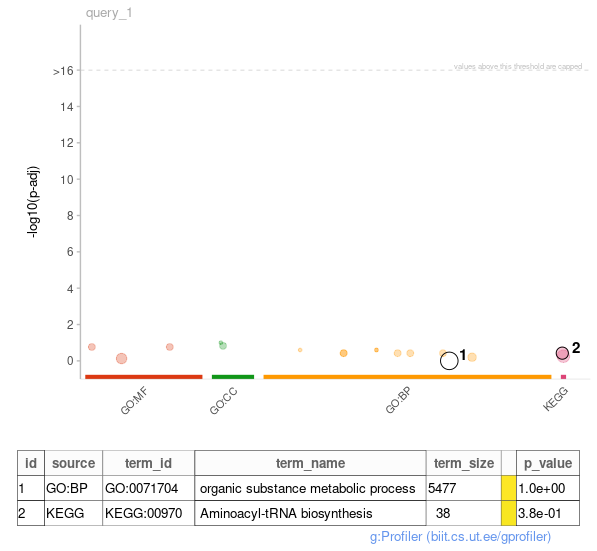 query_1
values above this threshold are capped
>16
14
12
10
8
6
4
2
0
-log10(p-adj)
1
2
GO:MF
GO:CC
GO:BP
KEGG
id source term_id term_name term_size p_value
1 GO:BP GO:0071704 organic substance metabolic process 5477 1.0e+00
2 KEGG KEGG:00970 Aminoacyl-tRNA biosynthesis 38 3.8e-01
g:Profiler (biit.cs.ut.ee/gprofiler)